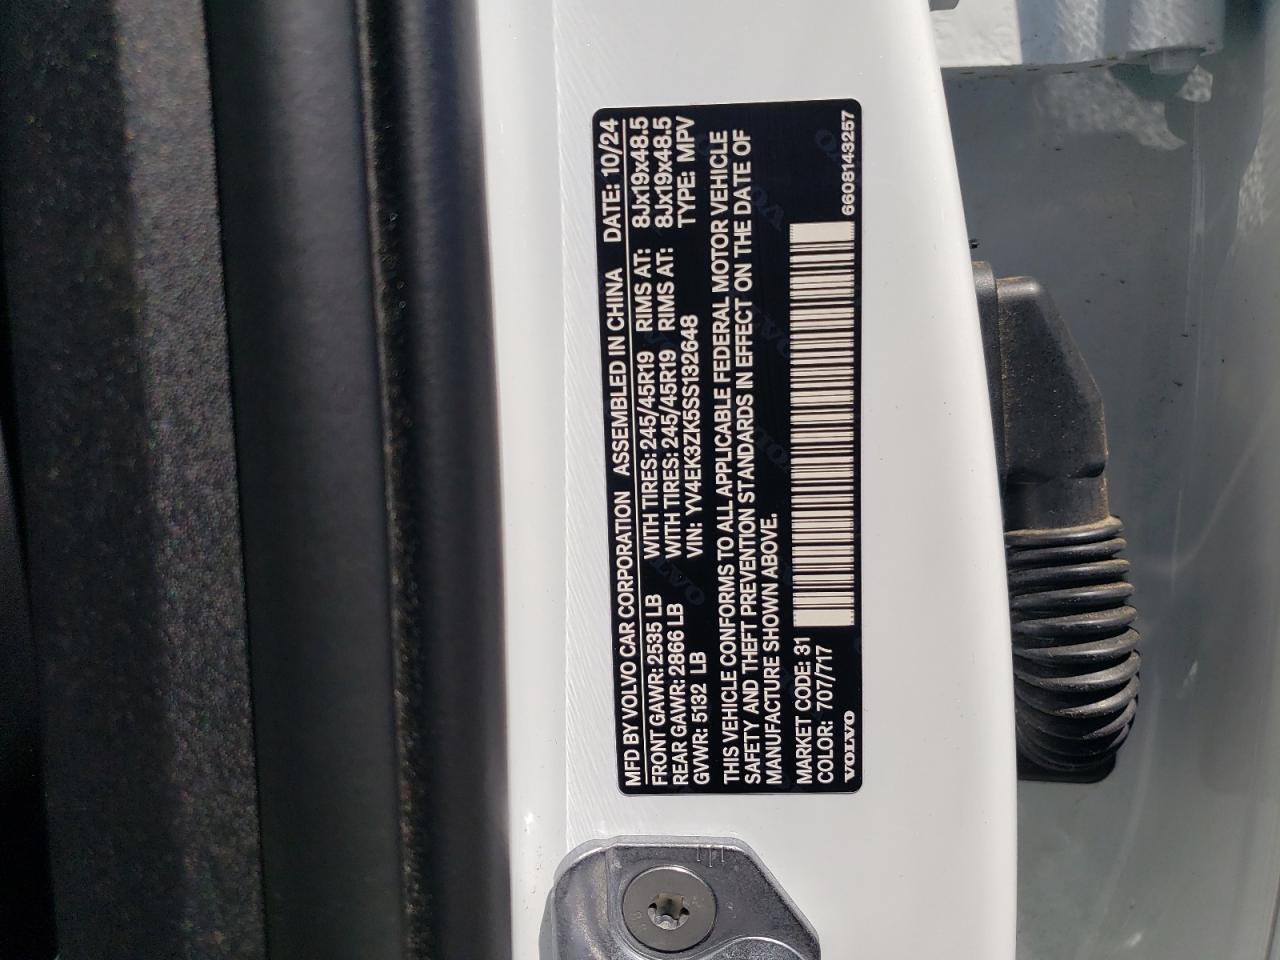 MFD BY VOLVO CAR CORPORATION ASSEMBLED IN CHINA DATE: 10/24
FRONT GAWR: 2535 LB WITH TIRES: 245/45R19 RIMS AT: 8Jx19x48.5
REAR GAWR: 2866 LB WITH TIRES: 245/45R19 RIMS AT: 8Jx19x48.5
GVWR: 5132 LB VIN: YV4EK3ZK5SS132648 TYPE: MPV
THIS VEHICLE CONFORMS TO ALL APPLICABLE FEDERAL MOTOR VEHICLE
SAFETY AND THEFT PREVENTION STANDARDS IN EFFECT ON THE DATE OF
MANUFACTURE SHOWN ABOVE.
MARKET CODE: 31
COLOR: 707/717
VOLVO 6608143257